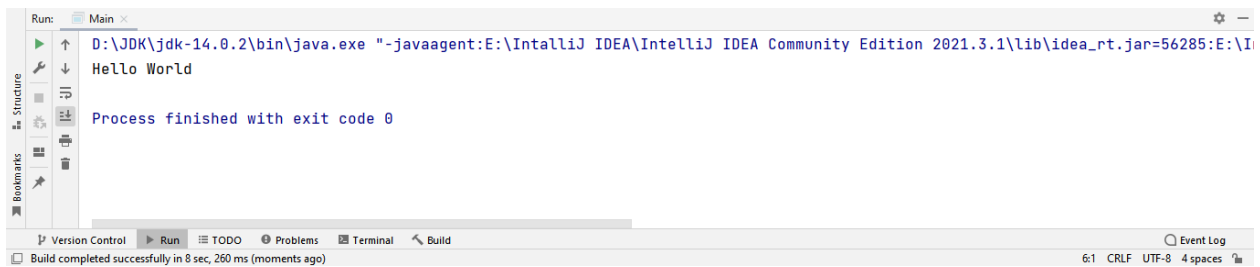 Run: Main
D:\JDK\jdk-14.0.2\bin\java.exe "-javaagent:E:\IntalliJ IDEA\IntelliJ IDEA Community Edition 2021.3.1\lib\idea_rt.jar=56285:E:\I
Hello World
Process finished with exit code 0
Structure
Bookmarks
Version Control Run TODO Problems Terminal Build Event Log
Build completed successfully in 8 sec, 260 ms (moments ago) 6:1 CRLF UTF-8 4 spaces